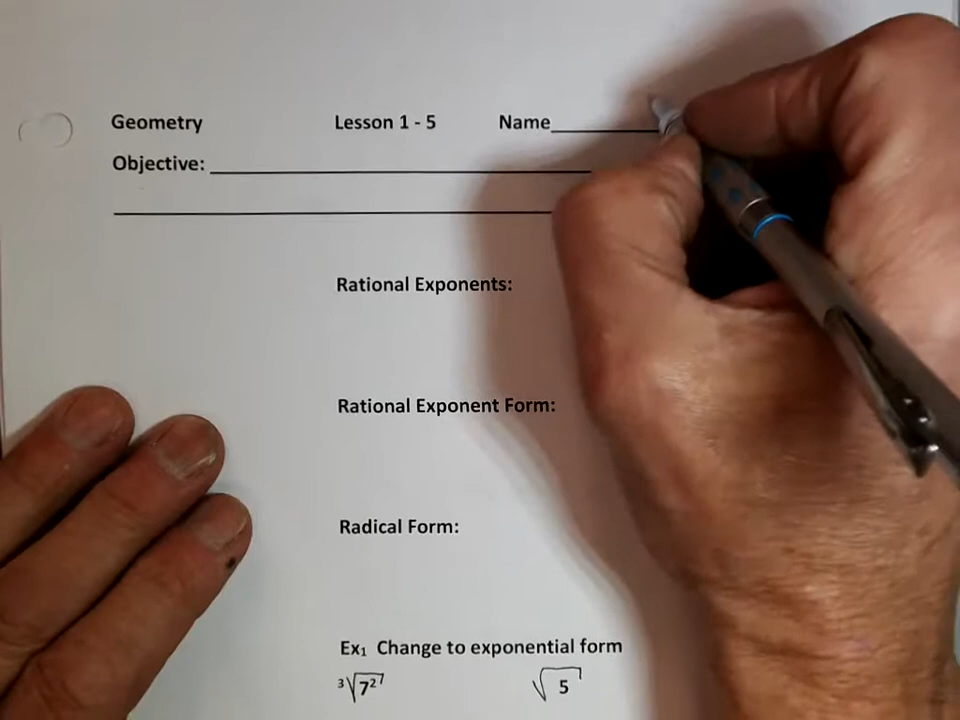 Geometry Lesson 1 - 5 Name
Objective:
Rational Exponents:
Rational Exponent Form:
Radical Form:
Ex₁ Change to exponential form
³√7² √5